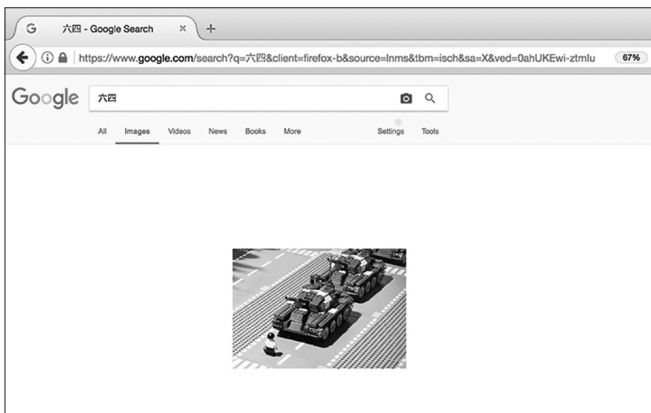 六四 - Google Search
https://www.google.com/search?q=六四&client=firefox-b&source=lnms&tbm=isch&sa=X&ved=0ahUKEwi-ztmlu
67%
Google
六四
All Images Videos News Books More Settings Tools